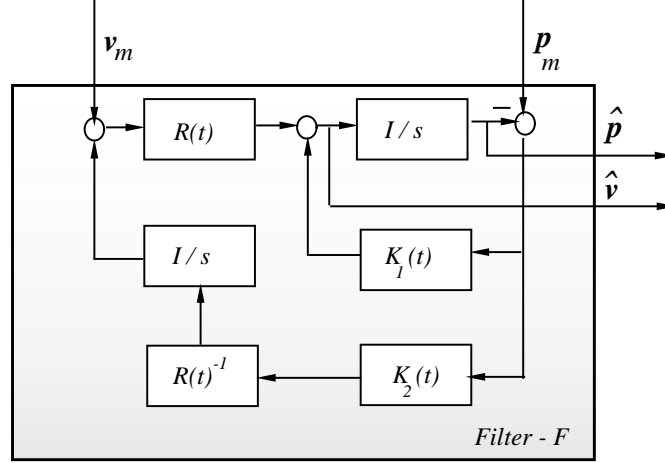 v_m
p_m
R(t)
I / s
−
p̂
v̂
I / s
K_1(t)
R(t)^-1
K_2(t)
Filter - F